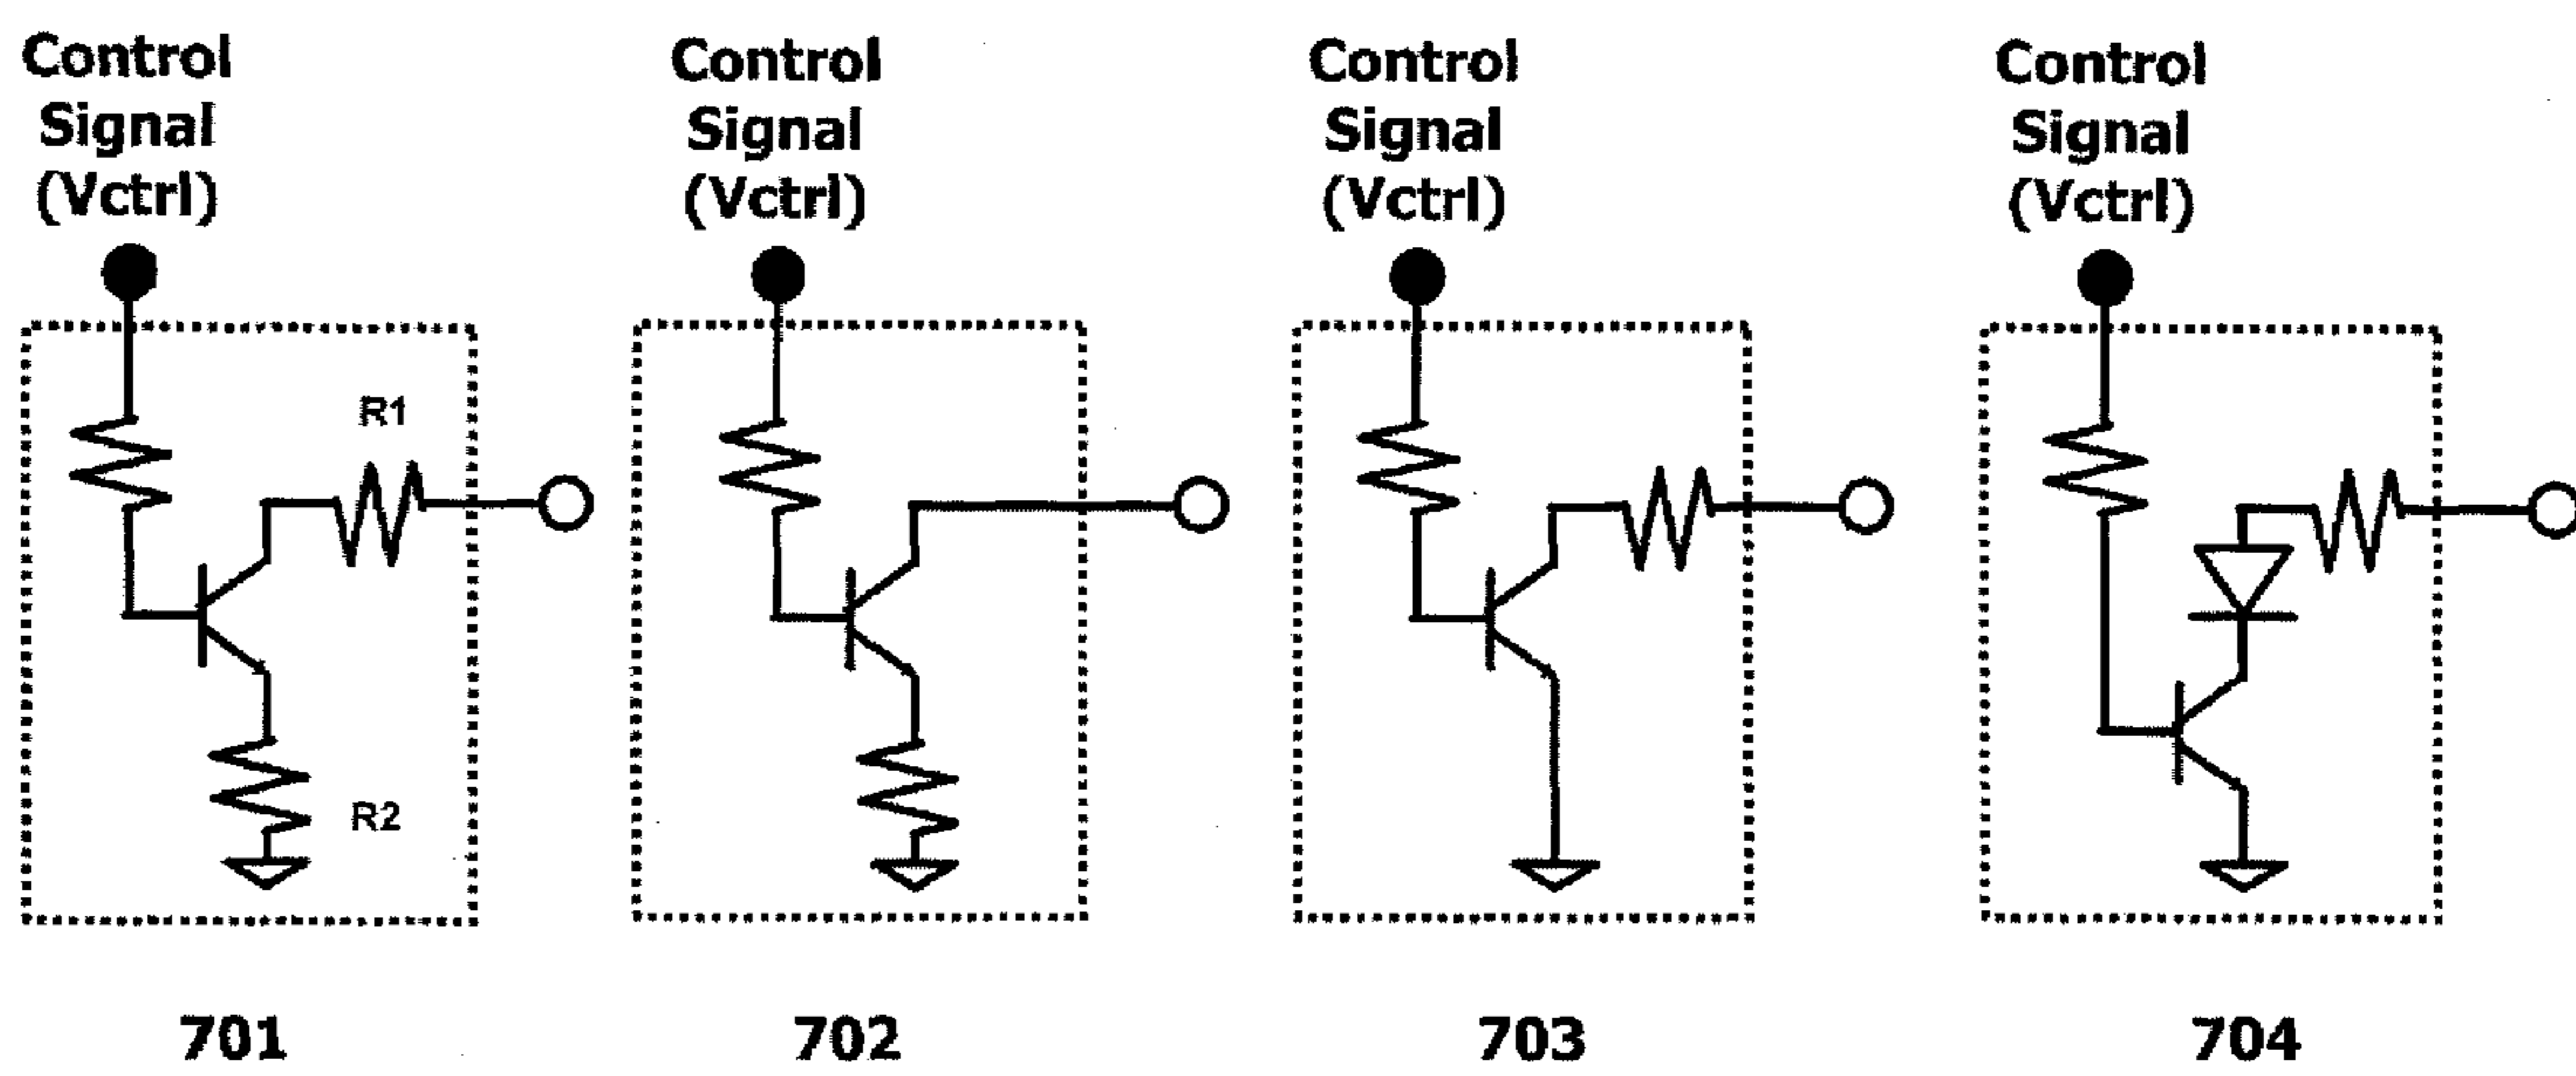 Control
Signal
(Vctrl)
Control
Signal
(Vctrl)
Control
Signal
(Vctrl)
Control
Signal
(Vctrl)
R1
R2
701
702
703
704